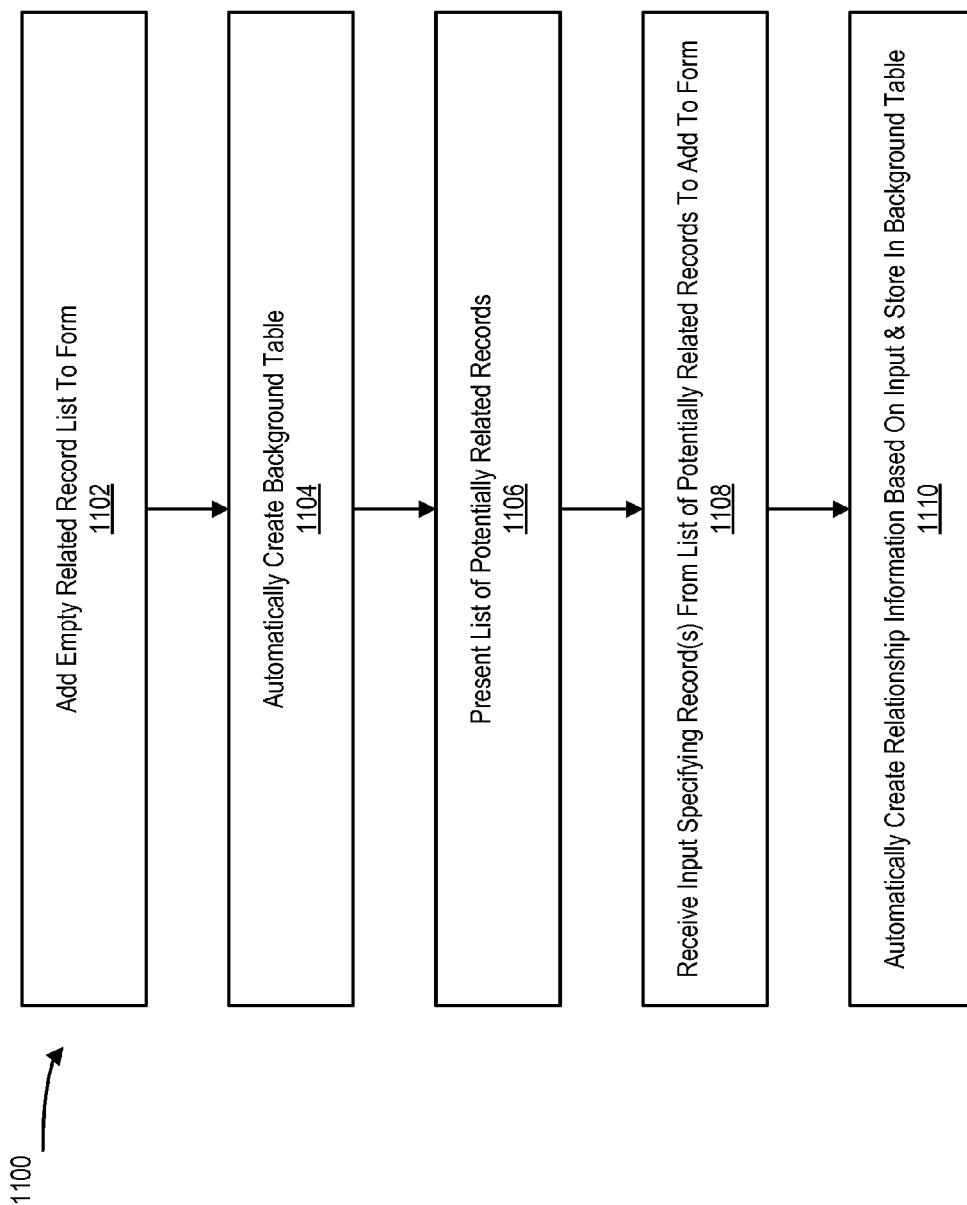 1100
Add Empty Related Record List To Form
1102
Automatically Create Background Table
1104
Present List of Potentially Related Records
1106
Receive Input Specifying Record(s) From List of Potentially Related Records To Add To Form
1108
Automatically Create Relationship Information Based On Input & Store In Background Table
1110